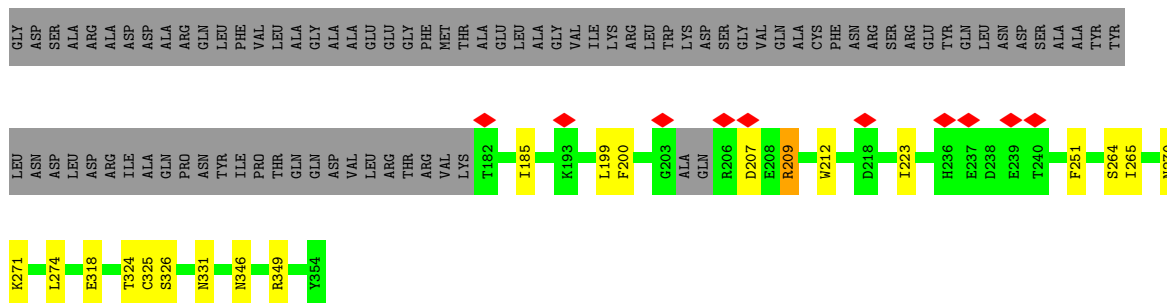 GLY ASP SER ALA ARG ALA ASP ASP ALA ARG GLN LEU PHE VAL LEU ALA GLY ALA ALA GLU GLU GLY PHE MET THR ALA GLU LEU ALA GLY VAL ILE LYS ARG LEU TRP LYS ASP SER GLY VAL GLN ALA CYS PHE ASN ARG SER ARG GLU TYR GLN LEU ASN ASP SER ALA ALA TYR TYR
LEU ASN ASP LEU ASP ARG ILE ALA GLN PRO ASN TYR ILE PRO THR GLN GLN ASP VAL LEU ARG THR ARG VAL LYS T182 I185 K193 L199 F200 G203 ALA GLN R206 D207 E208 R209 W212 D218 I223 H236 E237 D238 E239 T240 F251 S264 I265
K271 L274 E318 T324 C325 S326 N331 N346 R349 Y354